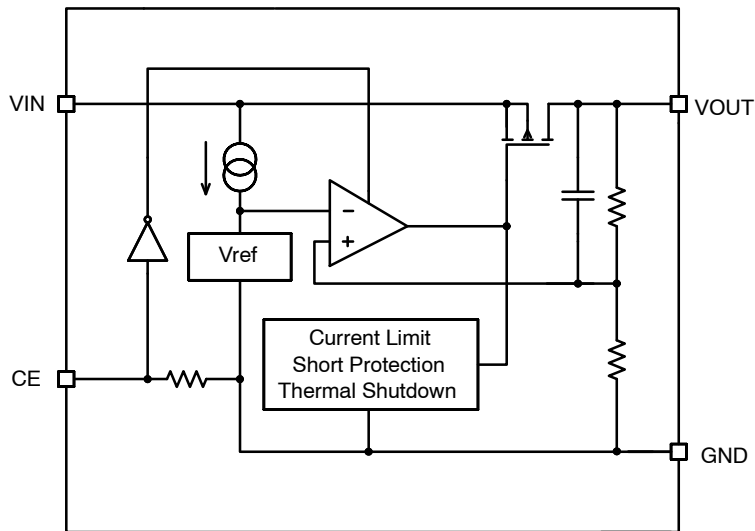 VIN
VOUT
−
+
Vref
Current Limit
Short Protection
Thermal Shutdown
CE
GND